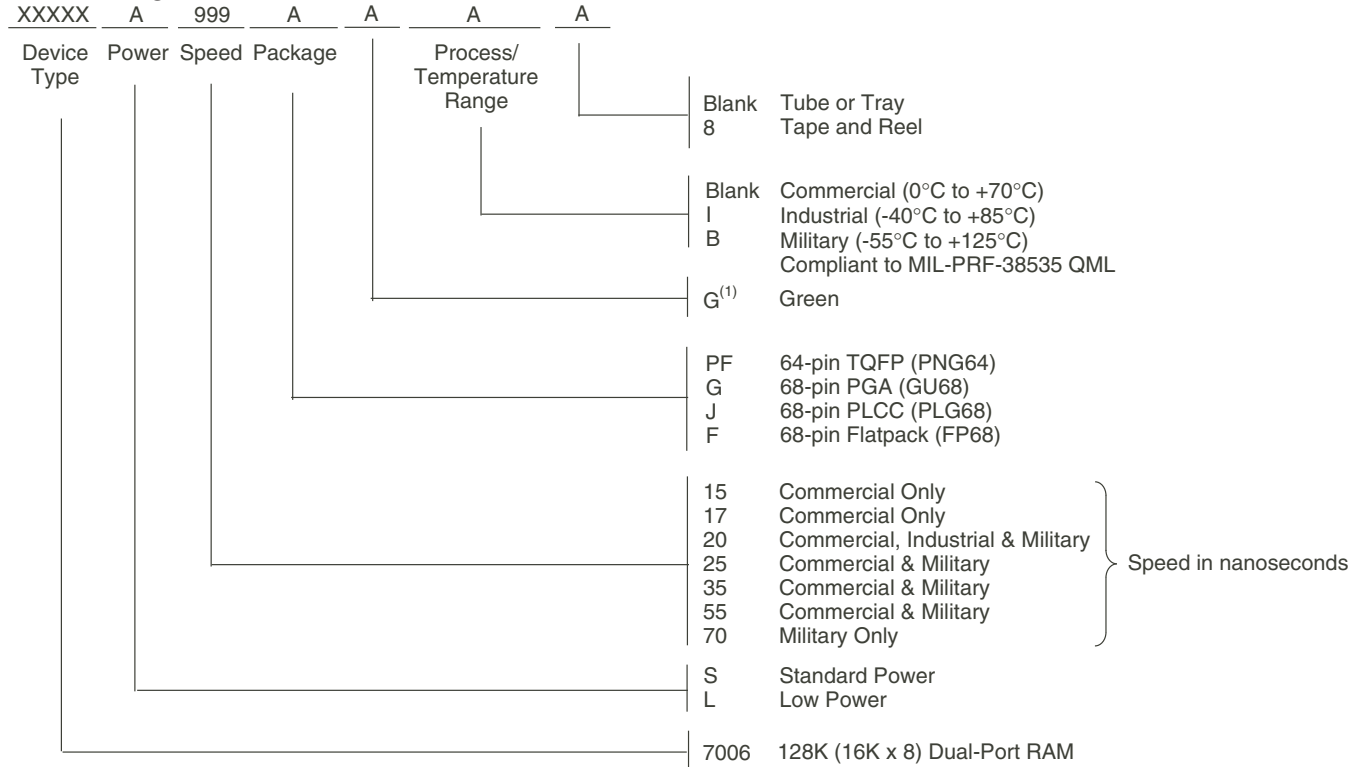 XXXXX A 999 A A A A
Device Type Power Speed Package Process/ Temperature Range
Blank Tube or Tray
8 Tape and Reel
Blank Commercial (0°C to +70°C)
I Industrial (-40°C to +85°C)
B Military (-55°C to +125°C)
Compliant to MIL-PRF-38535 QML
G(1) Green
PF 64-pin TQFP (PNG64)
G 68-pin PGA (GU68)
J 68-pin PLCC (PLG68)
F 68-pin Flatpack (FP68)
15 Commercial Only
17 Commercial Only
20 Commercial, Industrial & Military
25 Commercial & Military
35 Commercial & Military
55 Commercial & Military
70 Military Only
Speed in nanoseconds
S Standard Power
L Low Power
7006 128K (16K x 8) Dual-Port RAM